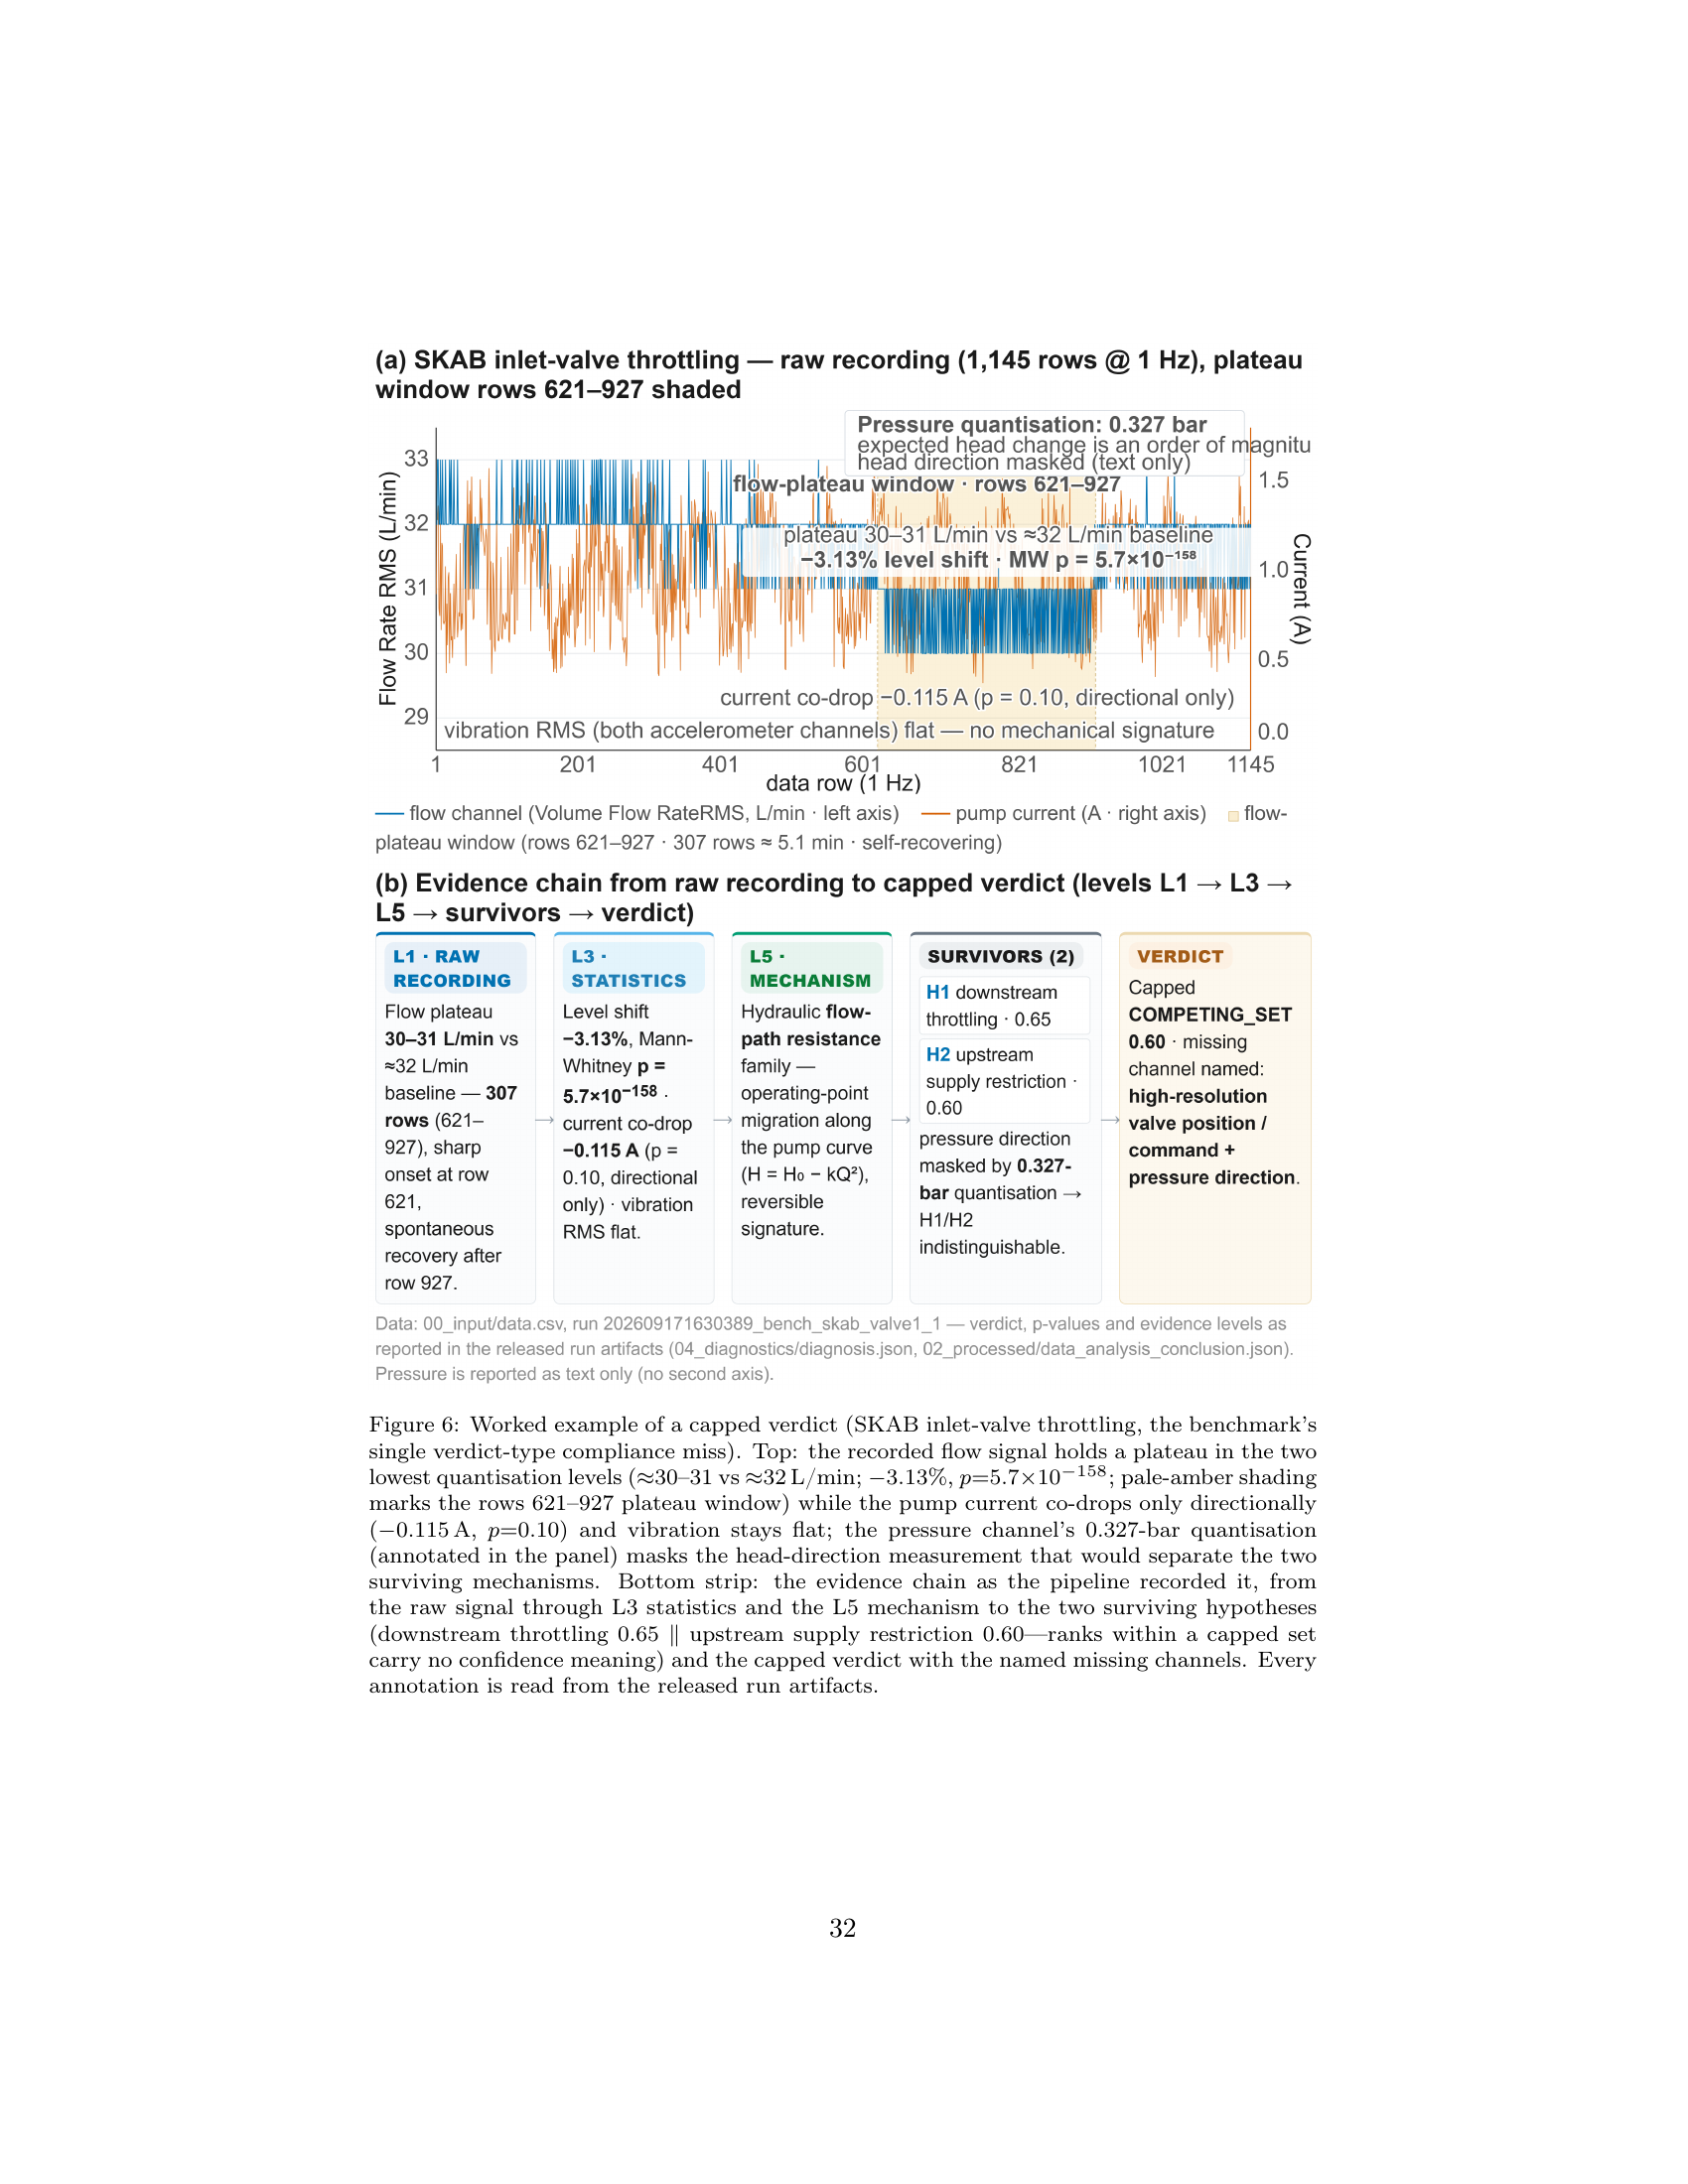 (a) SKAB inlet-valve throttling — raw recording (1,145 rows @ 1 Hz), plateau
window rows 621–927 shaded
Pressure quantisation: 0.327 bar
expected head change is an order of magnitu
head direction masked (text only)
flow-plateau window · rows 621–927
plateau 30–31 L/min vs ≈32 L/min baseline
−3.13% level shift · MW p = 5.7×10⁻¹⁵⁸
current co-drop −0.115 A (p = 0.10, directional only)
vibration RMS (both accelerometer channels) flat — no mechanical signature
Flow Rate RMS (L/min)
33
32
31
30
29
1.5
1.0
0.5
0.0
Current (A)
1 201 401 601 821 1021 1145
data row (1 Hz)
flow channel (Volume Flow RateRMS, L/min · left axis) pump current (A · right axis) flow-
plateau window (rows 621–927 · 307 rows ≈ 5.1 min · self-recovering)
(b) Evidence chain from raw recording to capped verdict (levels L1 → L3 →
L5 → survivors → verdict)
L1 · RAW
RECORDING
Flow plateau
30–31 L/min vs
≈32 L/min
baseline — 307
rows (621–
927), sharp
onset at row
621,
spontaneous
recovery after
row 927.
→
L3 ·
STATISTICS
Level shift
−3.13%, Mann-
Whitney p =
5.7×10⁻¹⁵⁸ ·
current co-drop
−0.115 A (p =
0.10, directional
only) · vibration
RMS flat.
→
L5 ·
MECHANISM
Hydraulic flow-
path resistance
family —
operating-point
migration along
the pump curve
(H = H₀ − kQ²),
reversible
signature.
→
SURVIVORS (2)
H1 downstream
throttling · 0.65
H2 upstream
supply restriction ·
0.60
pressure direction
masked by 0.327-
bar quantisation →
H1/H2
indistinguishable.
→
VERDICT
Capped
COMPETING_SET
0.60 · missing
channel named:
high-resolution
valve position /
command +
pressure direction.
Data: 00_input/data.csv, run 202609171630389_bench_skab_valve1_1 — verdict, p-values and evidence levels as
reported in the released run artifacts (04_diagnostics/diagnosis.json, 02_processed/data_analysis_conclusion.json).
Pressure is reported as text only (no second axis).
Figure 6: Worked example of a capped verdict (SKAB inlet-valve throttling, the benchmark's
single verdict-type compliance miss). Top: the recorded flow signal holds a plateau in the two
lowest quantisation levels (≈30–31 vs ≈32 L/min; −3.13%, p=5.7×10⁻¹⁵⁸; pale-amber shading
marks the rows 621–927 plateau window) while the pump current co-drops only directionally
(−0.115 A, p=0.10) and vibration stays flat; the pressure channel's 0.327-bar quantisation
(annotated in the panel) masks the head-direction measurement that would separate the two
surviving mechanisms. Bottom strip: the evidence chain as the pipeline recorded it, from
the raw signal through L3 statistics and the L5 mechanism to the two surviving hypotheses
(downstream throttling 0.65 ∥ upstream supply restriction 0.60—ranks within a capped set
carry no confidence meaning) and the capped verdict with the named missing channels. Every
annotation is read from the released run artifacts.
32